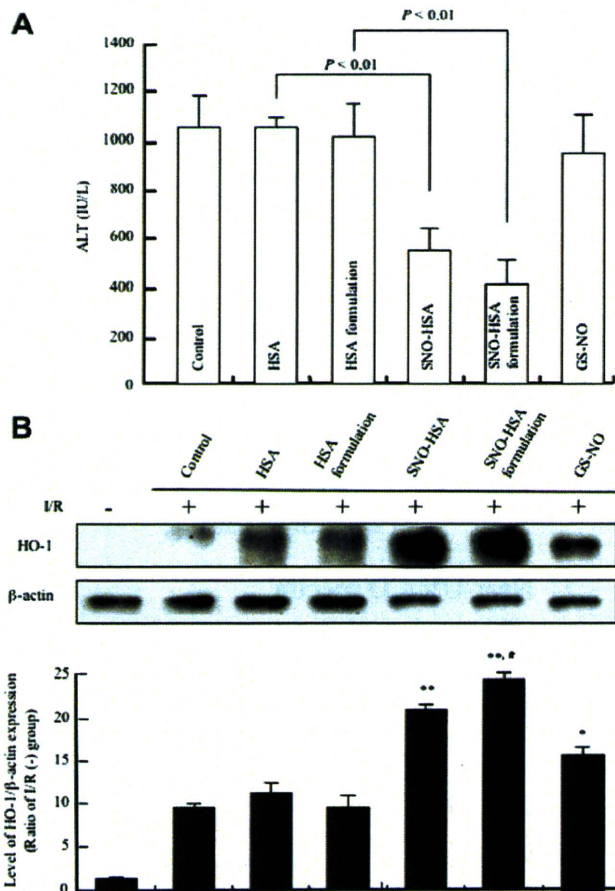 A
P < 0.01
P < 0.01
1400
1200
1000
800
600
400
200
0
ALT (IU/L)
Control
HSA
HSA formulation
SNO-HSA
SNO-HSA
formulation
GS-NO
B
Control
HSA
HSA
formulation
SNO-HSA
SNO-HSA
formulation
GS-NO
I/R - + + + + + +
HO-1
β-actin
Level of HO-1/β-actin expression
(Ratio of I/R (-) group)
25
20
15
10
5
0
**
**, #
*